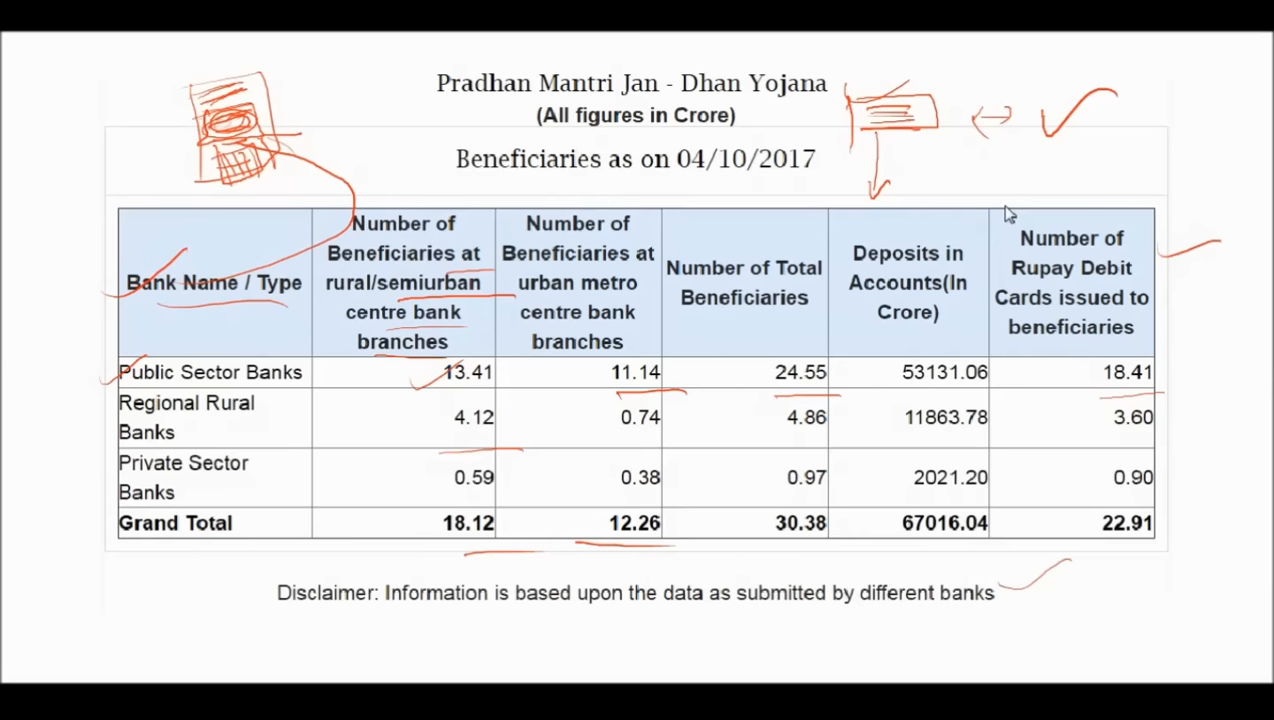 Pradhan Mantri Jan - Dhan Yojana
(All figures in Crore)
Beneficiaries as on 04/10/2017
Bank Name / Type
Number of
Beneficiaries at
rural/semiurban
centre bank
branches
Number of
Beneficiaries at
urban metro
centre bank
branches
Number of Total
Beneficiaries
Deposits in
Accounts(In
Crore)
Number of
Rupay Debit
Cards issued to
beneficiaries
Public Sector Banks 13.41 11.14 24.55 53131.06 18.41
Regional Rural
Banks
4.12 0.74 4.86 11863.78 3.60
Private Sector
Banks
0.59 0.38 0.97 2021.20 0.90
Grand Total 18.12 12.26 30.38 67016.04 22.91
Disclaimer: Information is based upon the data as submitted by different banks